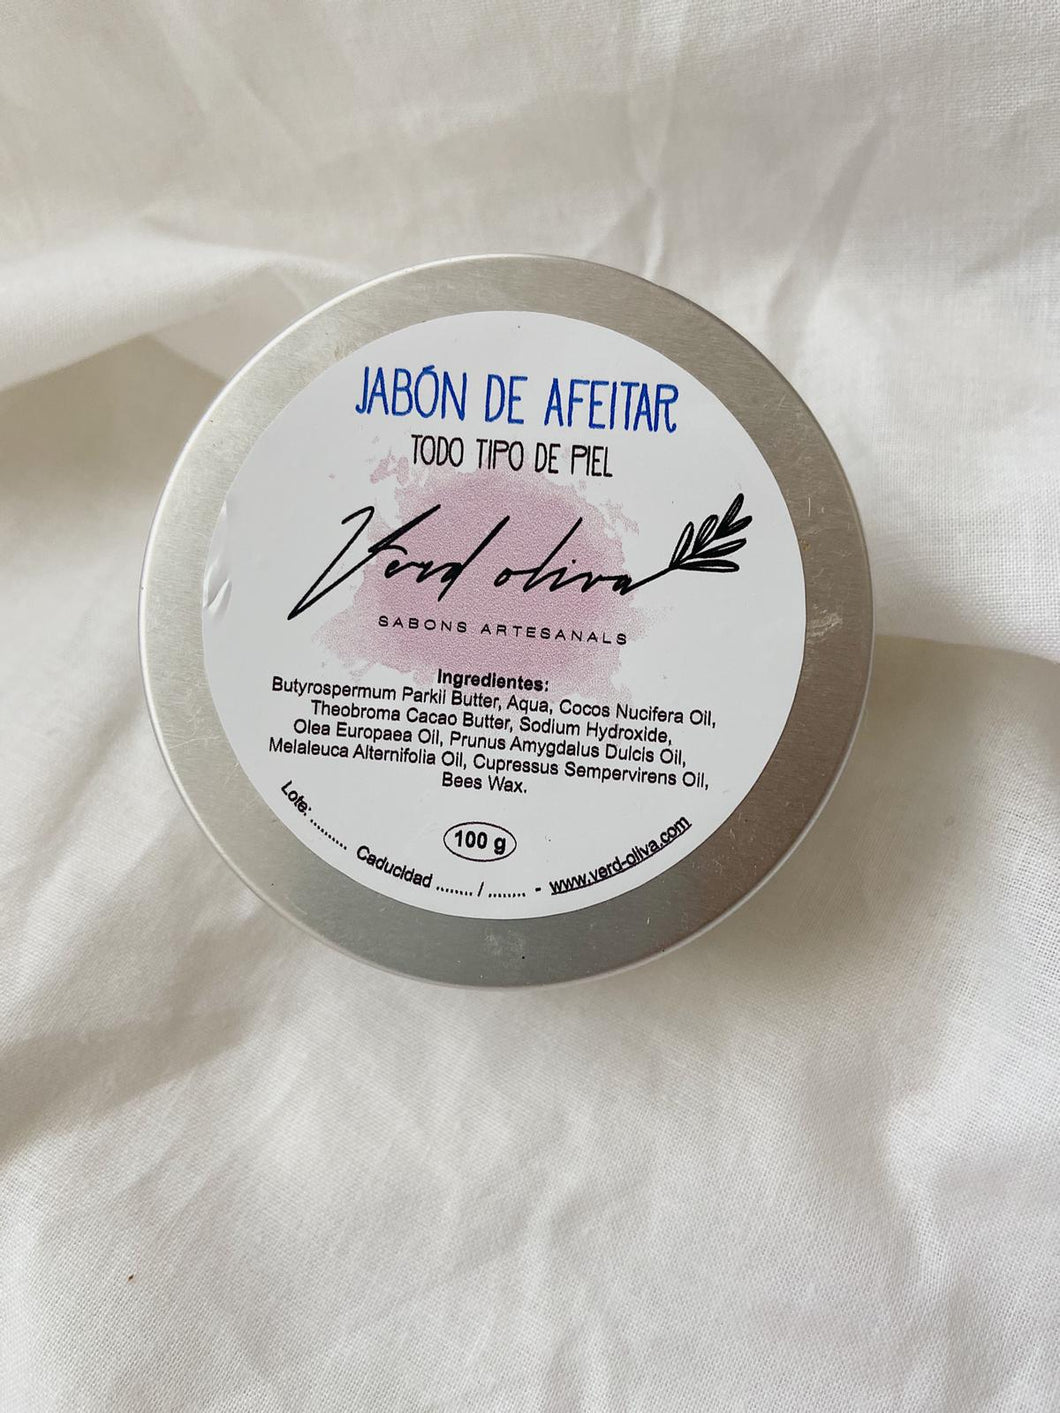 JABÓN DE AFEITAR
TODO TIPO DE PIEL
Verd oliva
SABONS ARTESANALS
Ingredientes:
Butyrospermum Parkii Butter, Aqua, Cocos Nucifera Oil,
Theobroma Cacao Butter, Sodium Hydroxide,
Olea Europaea Oil, Prunus Amygdalus Dulcis Oil,
Melaleuca Alternifolia Oil, Cupressus Sempervirens Oil,
Bees Wax.
100 g
Lote: .......... Caducidad ........ / ........ - www.verd-oliva.com